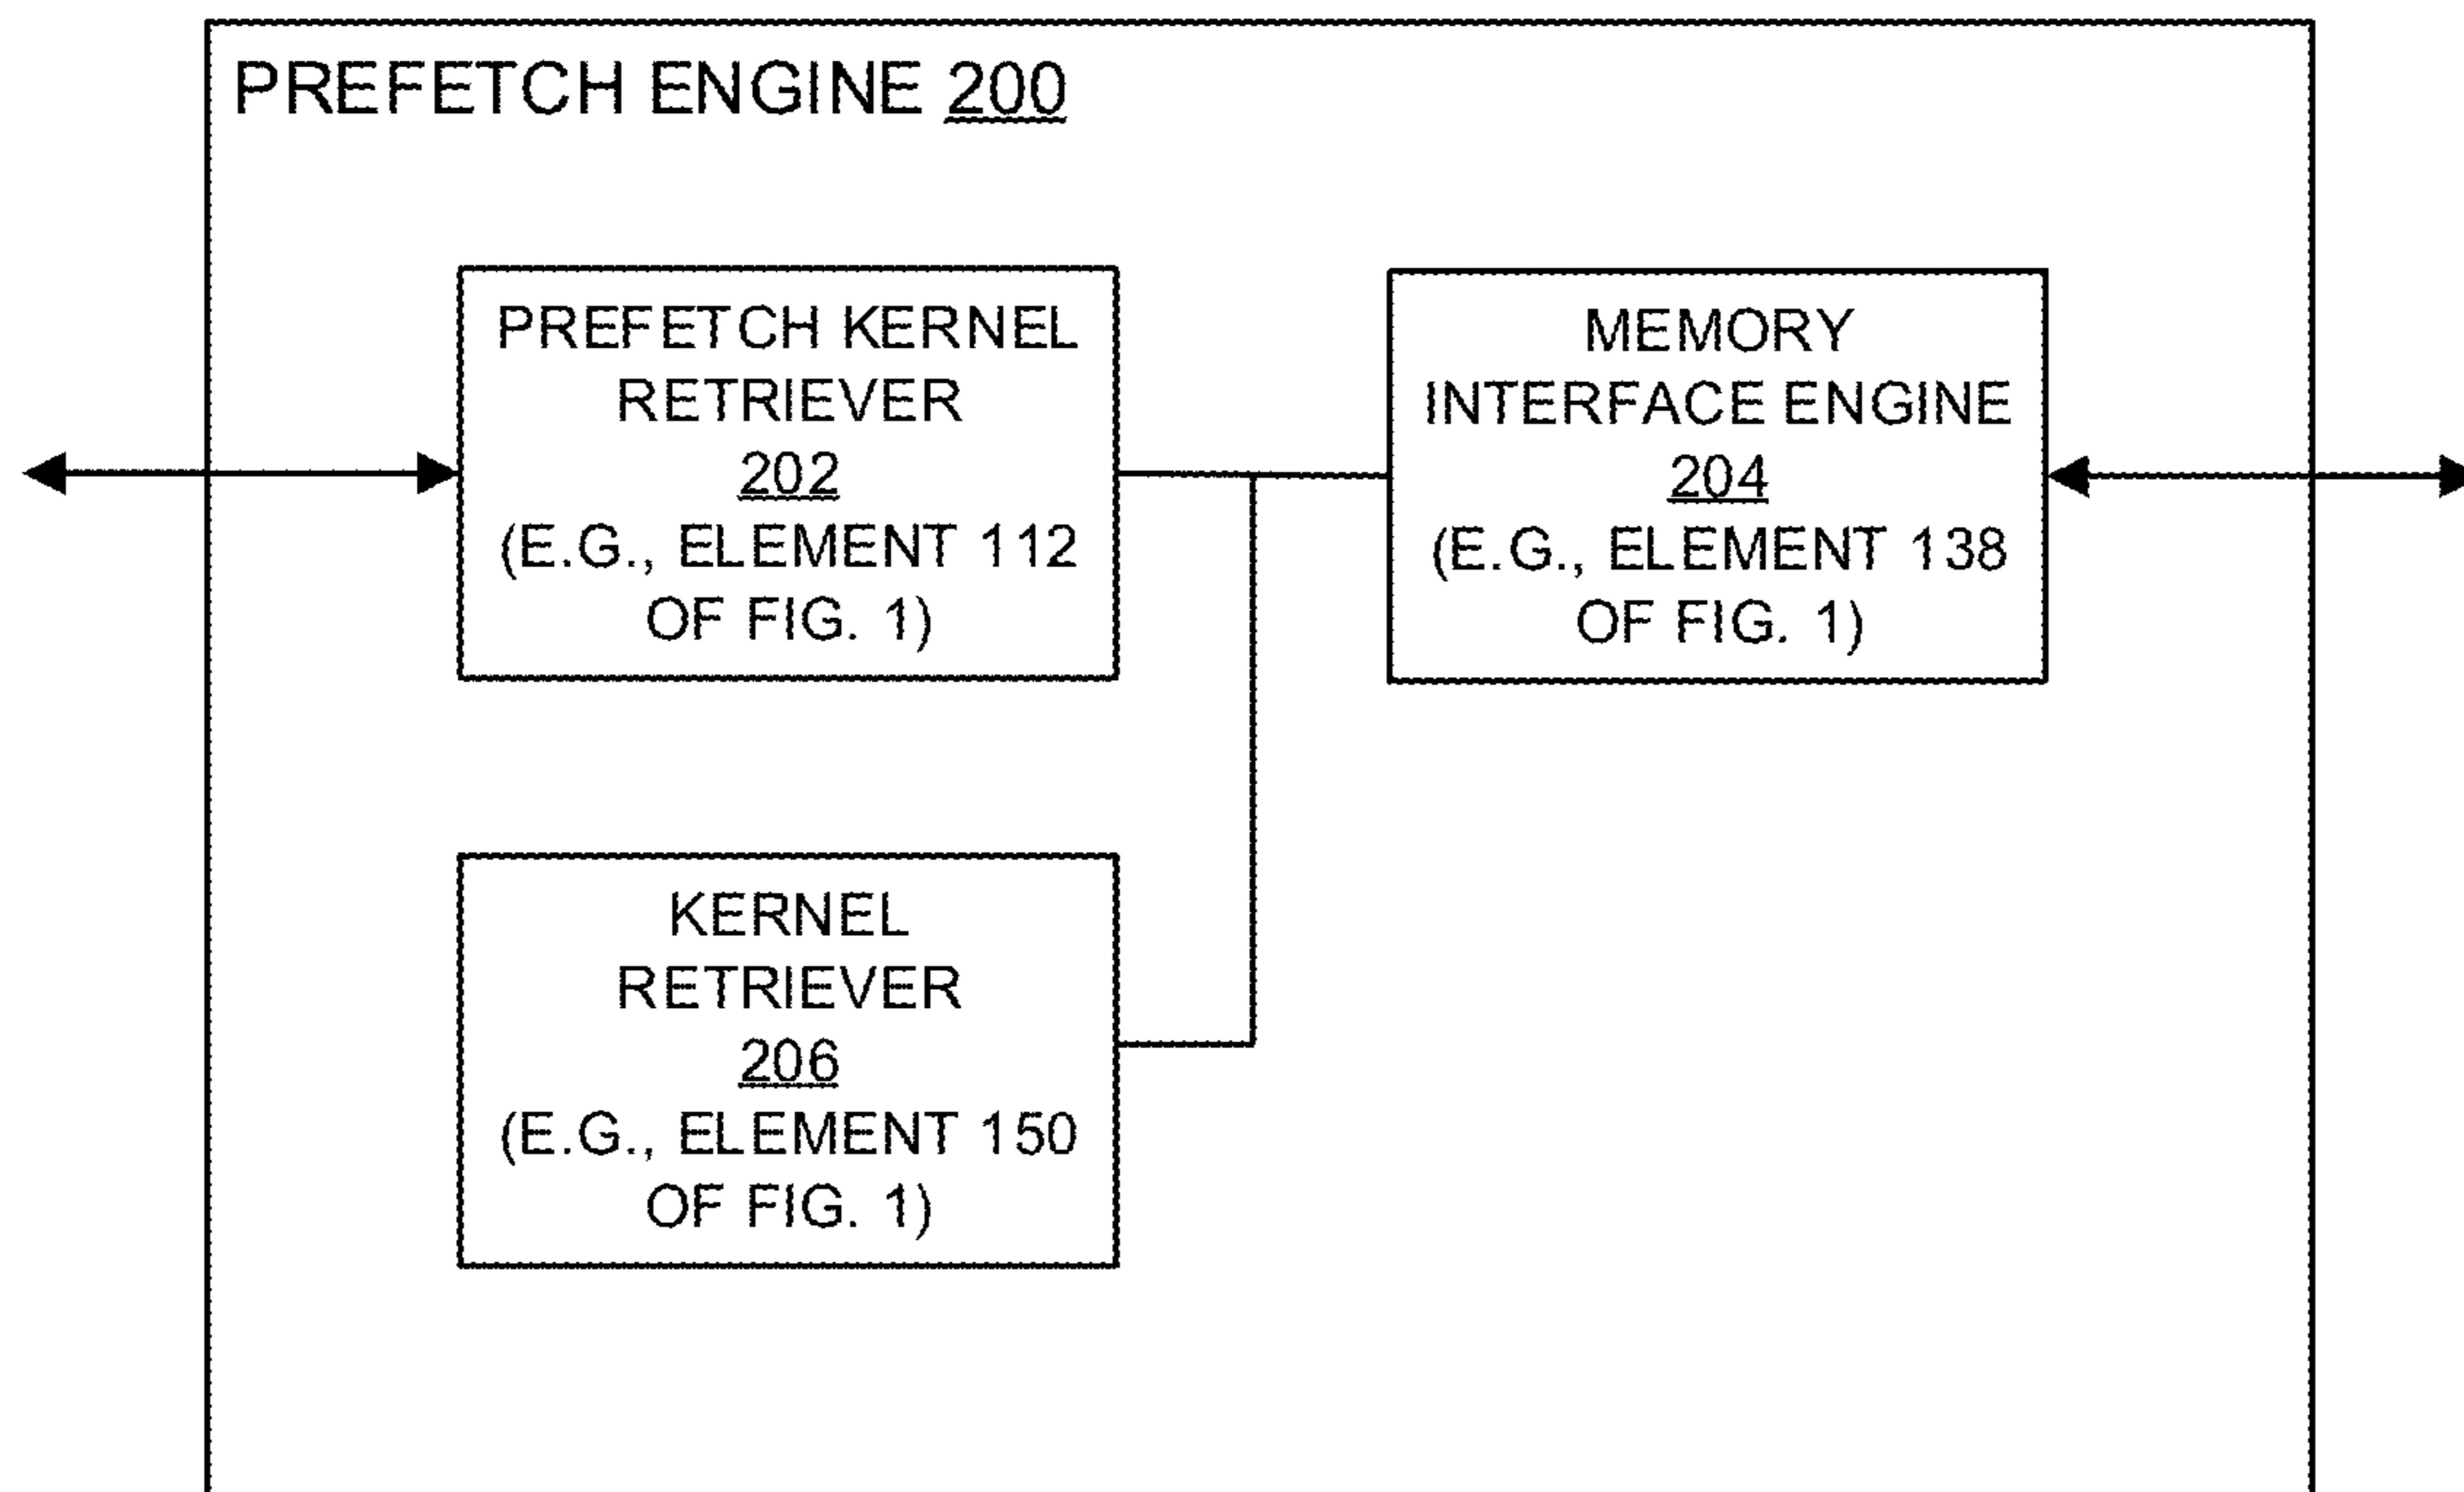 PREFETCH ENGINE 200
PREFETCH KERNEL
RETRIEVER
202
(E.G., ELEMENT 112
OF FIG. 1)
MEMORY
INTERFACE ENGINE
204
(E.G., ELEMENT 138
OF FIG. 1)
KERNEL
RETRIEVER
206
(E.G., ELEMENT 150
OF FIG. 1)